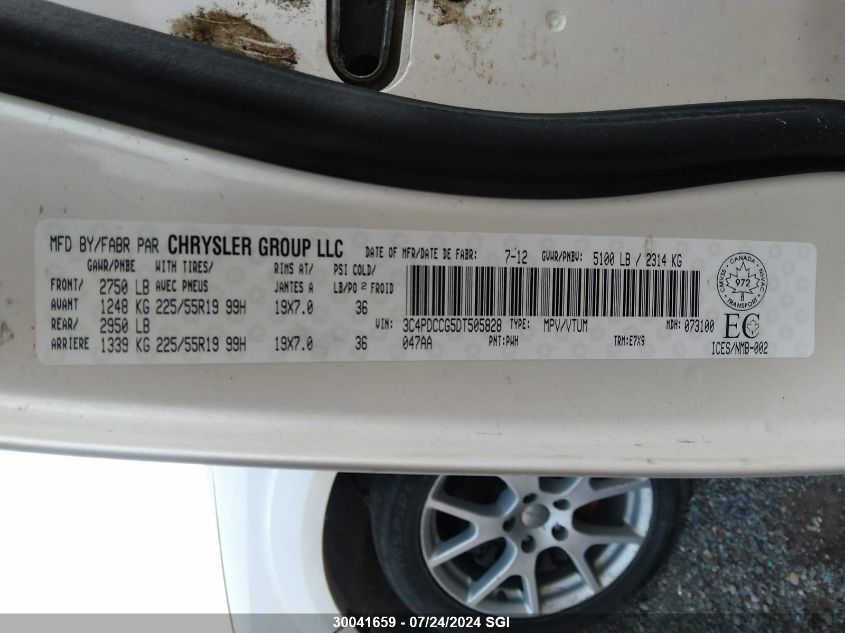 MFD BY/FABR PAR CHRYSLER GROUP LLC DATE OF MFR/DATE DE FABR: 7-12 GVWR/PNBV: 5100 LB / 2314 KG
GAWR/PNBE WITH TIRES/ RIMS AT/ PSI COLD/
FRONT/ 2750 LB AVEC PNEUS JANTES A LB/PO² FROID
AVANT 1248 KG 225/55R19 99H 19X7.0 36
REAR/ 2950 LB VIN: 3C4PDCCG5DT505828 TYPE: MPV/VTUM MDH: 073100
ARRIERE 1339 KG 225/55R19 99H 19X7.0 36 047AA PNT:PWH TRM:E7X9
CMVSS CANADA NSVAC
972
TRANSPORT
EC
ICES/NMB-002
30041659 / 07/24/2024 SGI